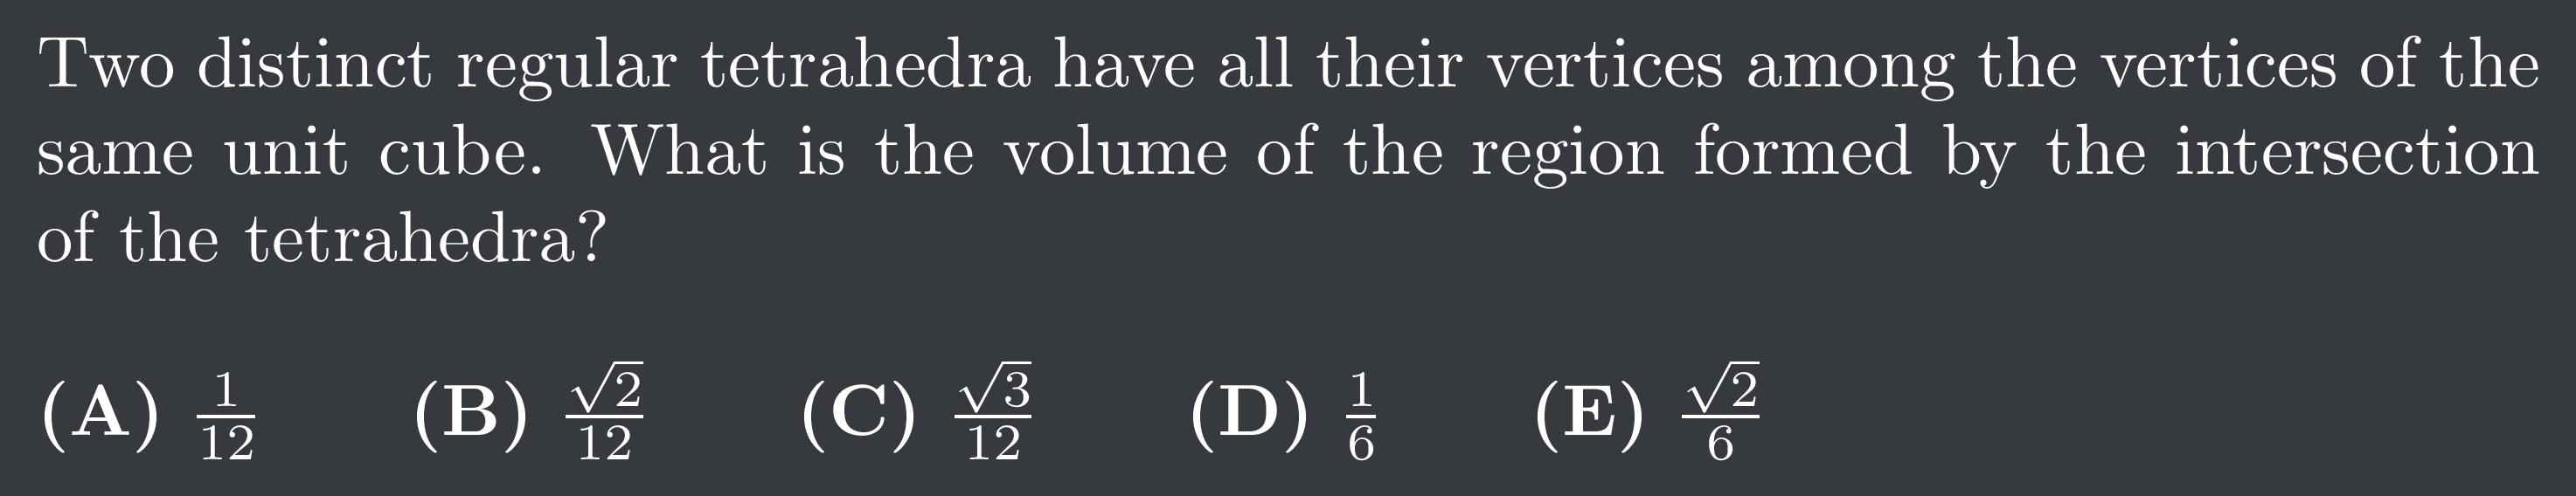 Two distinct regular tetrahedra have all their vertices among the vertices of the
same unit cube. What is the volume of the region formed by the intersection
of the tetrahedra?
(A) 1/12 (B) √2/12 (C) √3/12 (D) 1/6 (E) √2/6